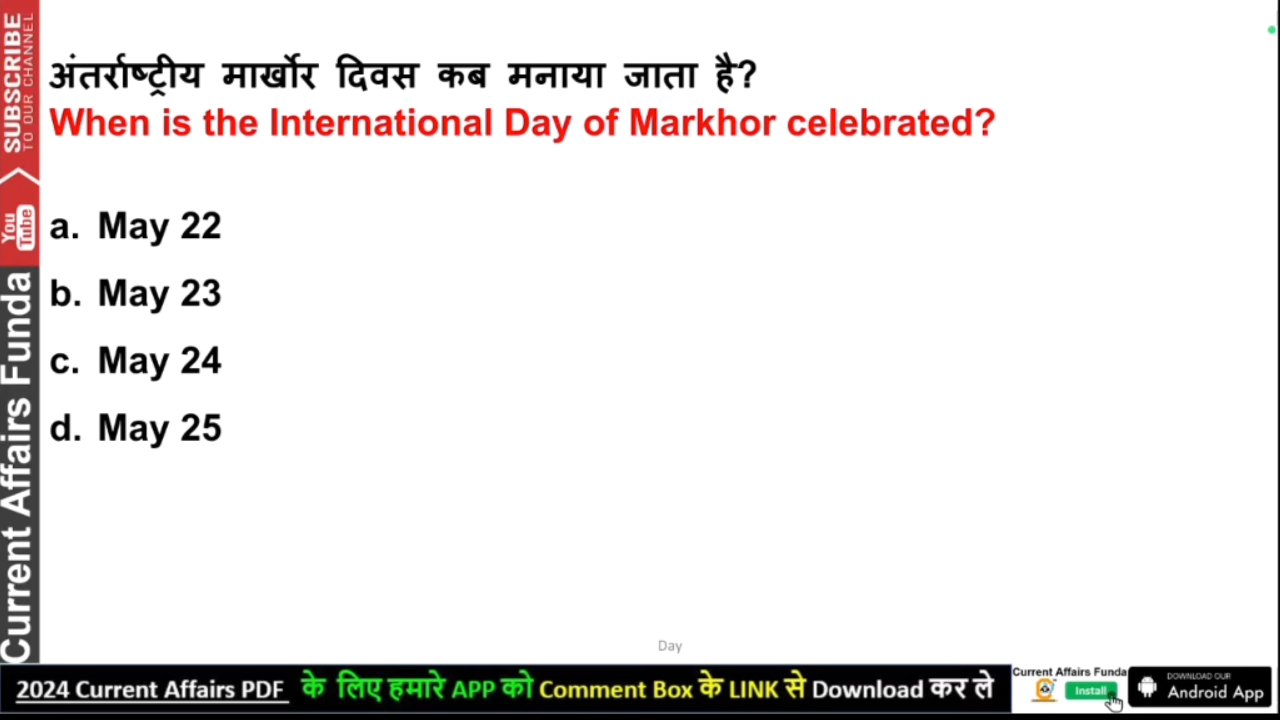 अंतर्राष्ट्रीय मार्खोर दिवस कब मनाया जाता है?
When is the International Day of Markhor celebrated?
a. May 22
b. May 23
c. May 24
d. May 25
Day
SUBSCRIBE
TO OUR CHANNEL
You
Tube
Current Affairs Funda
2024 Current Affairs PDF के लिए हमारे APP को Comment Box के LINK से Download कर ले
Current Affairs Funda
Install
DOWNLOAD OUR
Android App